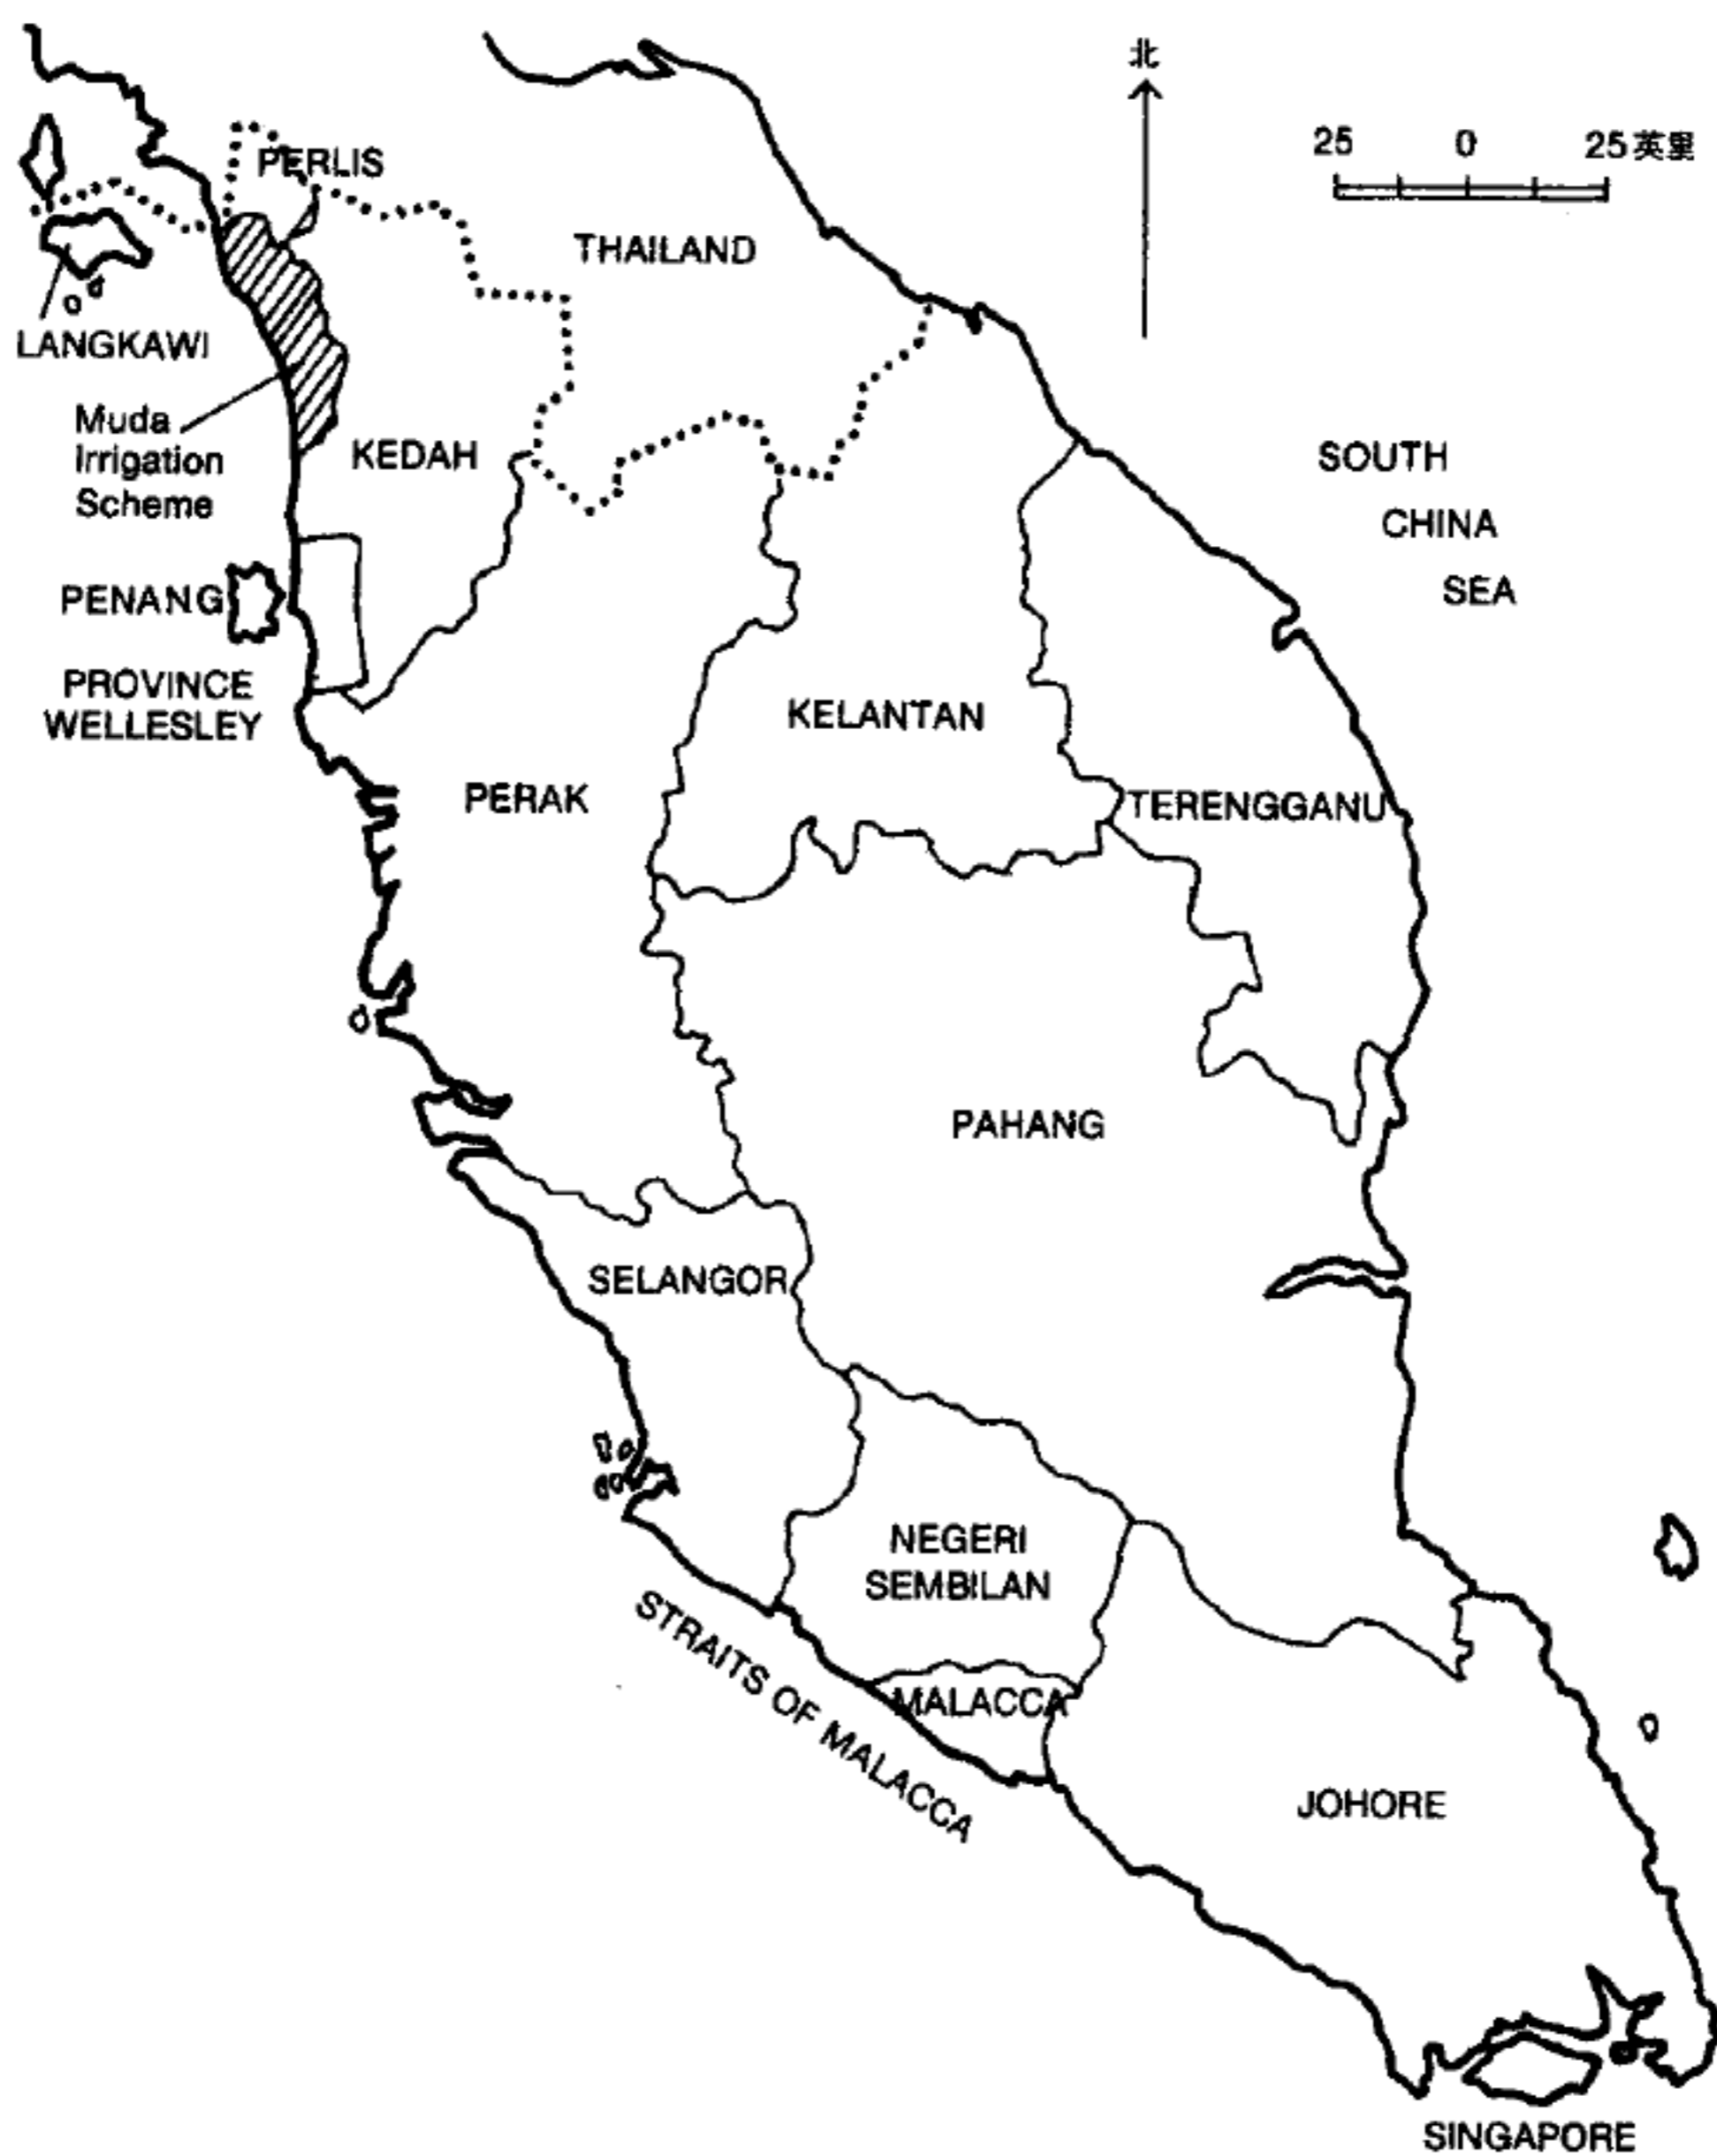 北
25 0 25英里
PERLIS
THAILAND
LANGKAWI
Muda
Irrigation
Scheme
KEDAH
SOUTH
CHINA
SEA
PENANG
PROVINCE
WELLESLEY
KELANTAN
PERAK
TERENGGANU
PAHANG
SELANGOR
NEGERI
SEMBILAN
STRAITS OF MALACCA
MALACCA
JOHORE
SINGAPORE